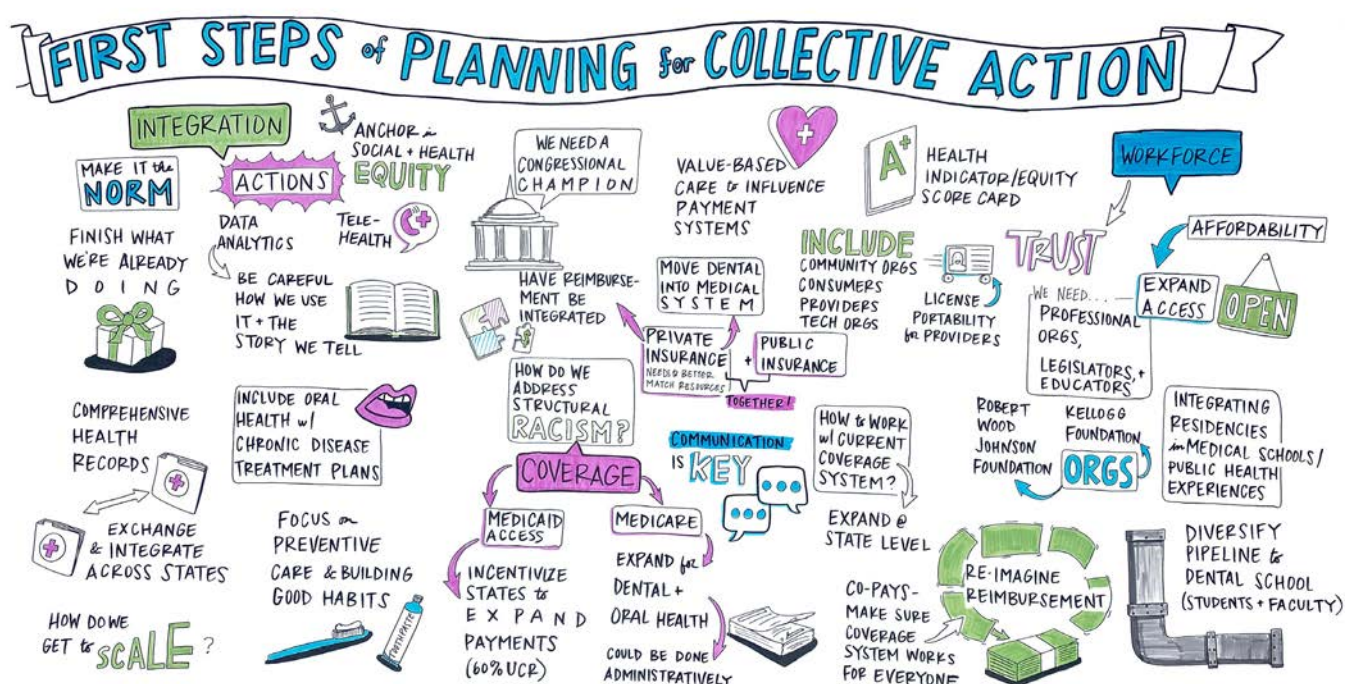 FIRST STEPS of PLANNING for COLLECTIVE ACTION
INTEGRATION
MAKE IT the
NORM
FINISH WHAT
WE'RE ALREADY
DOING
ACTIONS
ANCHOR in
SOCIAL + HEALTH
EQUITY
DATA
ANALYTICS
TELE-
HEALTH
BE CAREFUL
HOW WE USE
IT + THE
STORY WE TELL
COMPREHENSIVE
HEALTH
RECORDS
EXCHANGE
& INTEGRATE
ACROSS STATES
HOW DO WE
GET to SCALE?
INCLUDE ORAL
HEALTH w/
CHRONIC DISEASE
TREATMENT PLANS
FOCUS on
PREVENTIVE
CARE & BUILDING
GOOD HABITS
TOOTHPASTE
WE NEED A
CONGRESSIONAL
CHAMPION
HAVE REIMBURSE-
MENT BE
INTEGRATED
MOVE DENTAL
INTO MEDICAL
SYSTEM
PRIVATE
INSURANCE
NEED to BETTER
MATCH RESOURCES
+
PUBLIC
INSURANCE
TOGETHER!
HOW DO WE
ADDRESS
STRUCTURAL
RACISM?
COVERAGE
MEDICAID
ACCESS
INCENTIVIZE
STATES to
EXPAND
PAYMENTS
(60% UCR)
MEDICARE
EXPAND for
DENTAL +
ORAL HEALTH
COULD BE DONE
ADMINISTRATIVELY
COMMUNICATION
IS KEY
VALUE-BASED
CARE to INFLUENCE
PAYMENT
SYSTEMS
A+
HEALTH
INDICATOR/EQUITY
SCORE CARD
INCLUDE
COMMUNITY ORGS
CONSUMERS
PROVIDERS
TECH ORGS
LICENSE
PORTABILITY
for PROVIDERS
HOW to WORK
w/ CURRENT
COVERAGE
SYSTEM?
EXPAND @
STATE LEVEL
CO-PAYS-
MAKE SURE
COVERAGE
SYSTEM WORKS
FOR EVERYONE
RE-IMAGINE
REIMBURSEMENT
WORKFORCE
TRUST
WE NEED...
PROFESSIONAL
ORGS,
LEGISLATORS, +
EDUCATORS
AFFORDABILITY
EXPAND
ACCESS
OPEN
ROBERT
WOOD
JOHNSON
FOUNDATION
KELLOGG
FOUNDATION
ORGS
INTEGRATING
RESIDENCIES
in MEDICAL SCHOOLS/
PUBLIC HEALTH
EXPERIENCES
DIVERSIFY
PIPELINE to
DENTAL SCHOOL
(STUDENTS + FACULTY)